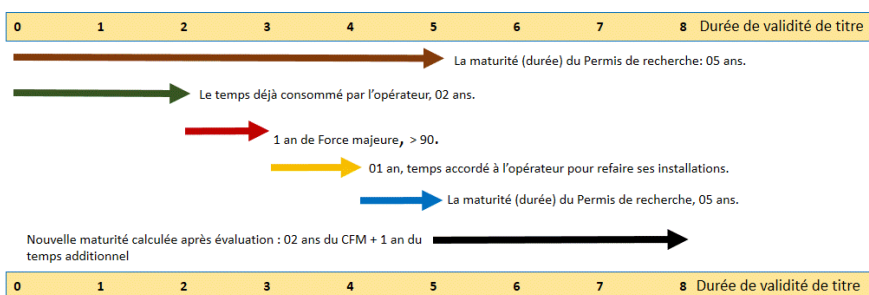 0 1 2 3 4 5 6 7 8 Durée de validité de titre
La maturité (durée) du Permis de recherche: 05 ans.
Le temps déjà consommé par l’opérateur, 02 ans.
1 an de Force majeure, > 90.
01 an, temps accordé à l’opérateur pour refaire ses installations.
La maturité (durée) du Permis de recherche, 05 ans.
Nouvelle maturité calculée après évaluation : 02 ans du CFM + 1 an du
temps additionnel
0 1 2 3 4 5 6 7 8 Durée de validité de titre